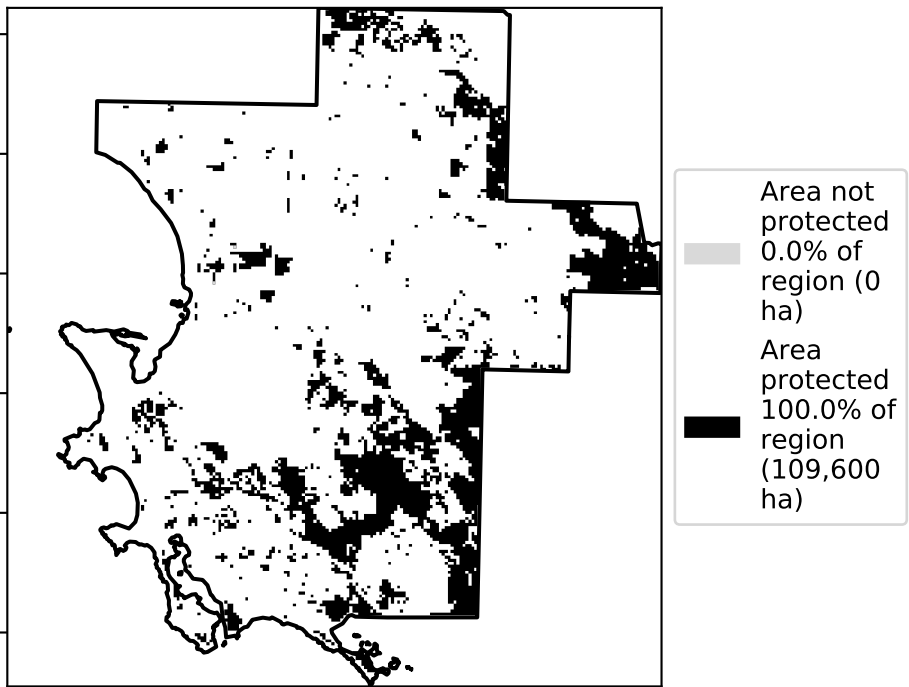 Area not
protected
0.0% of
region (0
ha)
Area
protected
100.0% of
region
(109,600
ha)